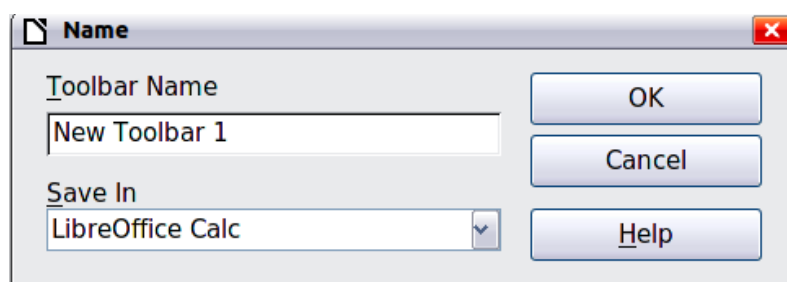 Name
Toolbar Name
New Toolbar 1
Save In
LibreOffice Calc
OK
Cancel
Help